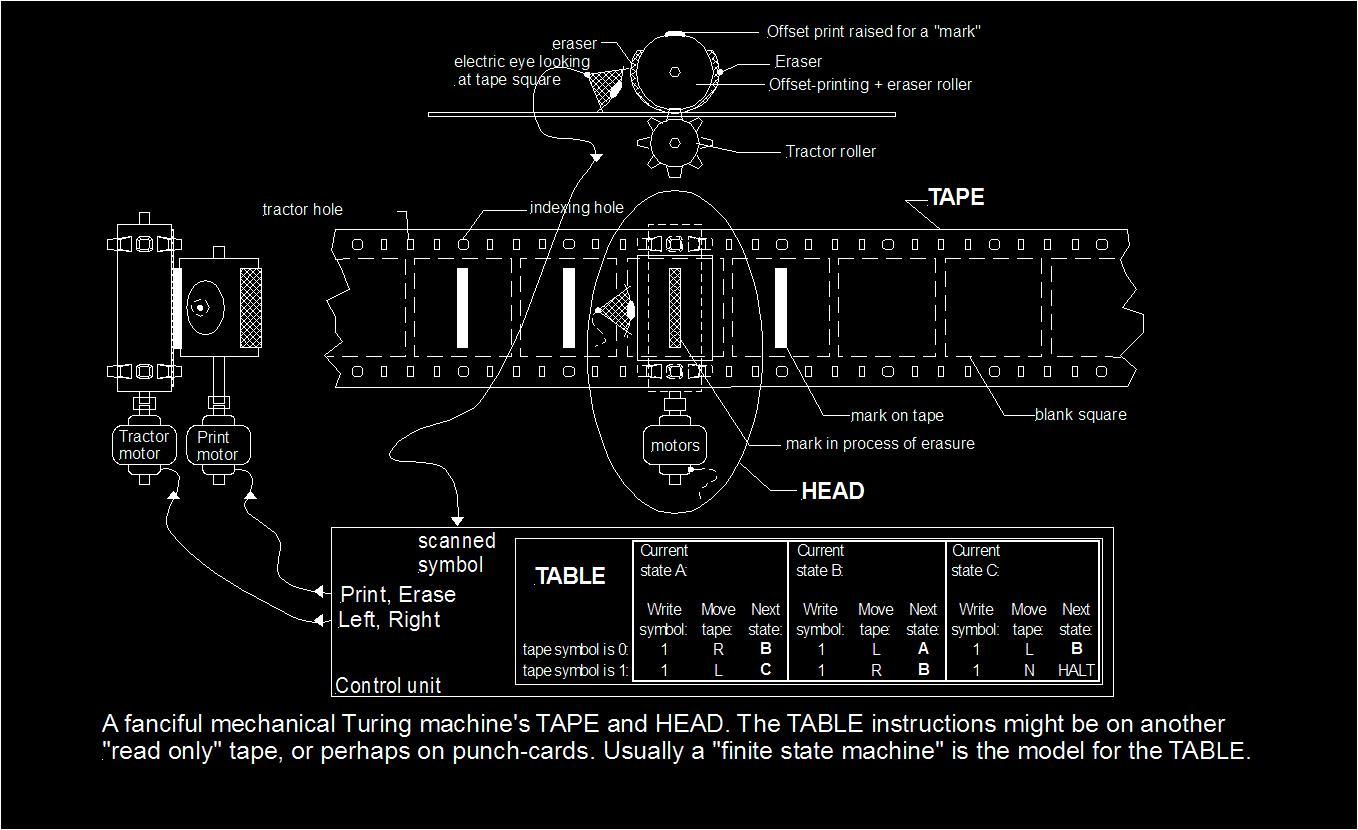 Offset print raised for a "mark"
eraser
electric eye looking
at tape square
Eraser
Offset-printing + eraser roller
Tractor roller
TAPE
tractor hole
indexing hole
mark on tape
blank square
Tractor
motor
Print
motor
motors
mark in process of erasure
HEAD
scanned
symbol
Print, Erase
Left, Right
Control unit
TABLE
Current
state A:
Current
state B:
Current
state C:
Write Move Next Write Move Next Write Move Next
symbol: tape: state: symbol: tape: state: symbol: tape: state:
tape symbol is 0: 1 R B 1 L A 1 L B
tape symbol is 1: 1 L C 1 R B 1 N HALT
A fanciful mechanical Turing machine's TAPE and HEAD. The TABLE instructions might be on another
"read only" tape, or perhaps on punch-cards. Usually a "finite state machine" is the model for the TABLE.